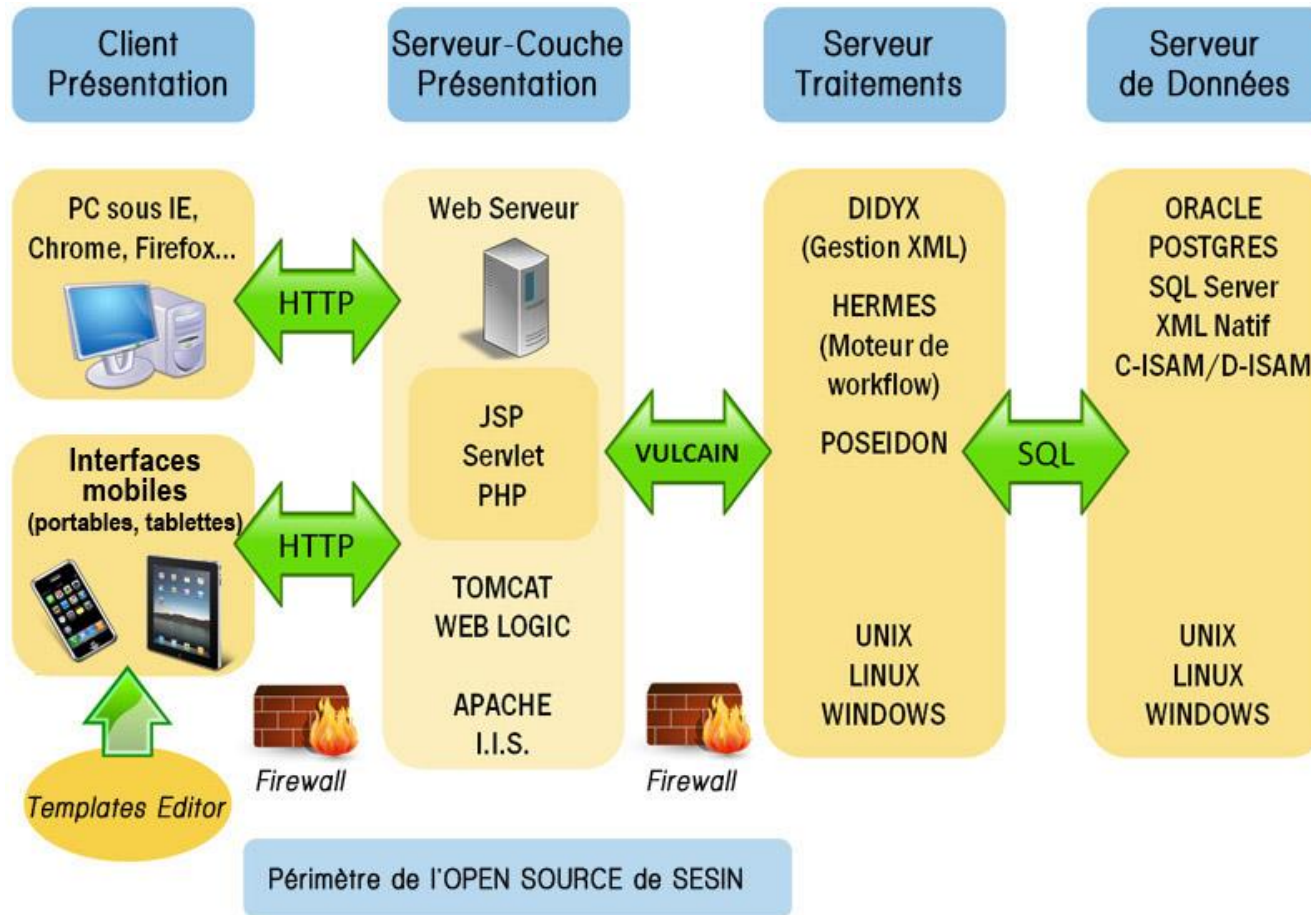 Client
Présentation
Serveur-Couche
Présentation
Serveur
Traitements
Serveur
de Données
PC sous IE,
Chrome, Firefox...
HTTP
Interfaces
mobiles
(portables, tablettes)
HTTP
Templates Editor
Firewall
Web Serveur
JSP
Servlet
PHP
TOMCAT
WEB LOGIC
APACHE
I.I.S.
VULCAIN
Firewall
DIDYX
(Gestion XML)
HERMES
(Moteur de
workflow)
POSEIDON
UNIX
LINUX
WINDOWS
SQL
ORACLE
POSTGRES
SQL Server
XML Natif
C-ISAM/D-ISAM
UNIX
LINUX
WINDOWS
Périmètre de l'OPEN SOURCE de SESIN